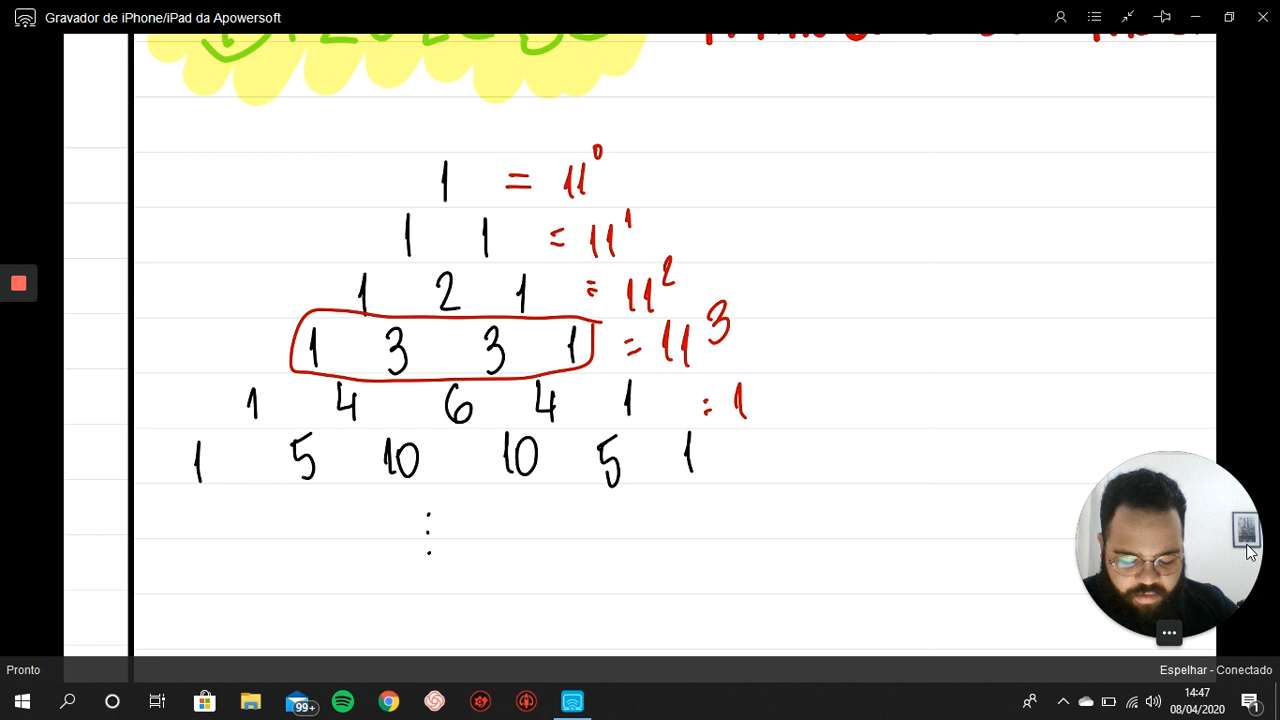 Gravador de iPhone/iPad da Apowersoft
1 = 11⁰
1 1 = 11¹
1 2 1 = 11²
1 3 3 1 = 11³
1 4 6 4 1 = 1
1 5 10 10 5 1
⋮
Pronto
Espelhar - Conectado
99+
14:47
08/04/2020
1